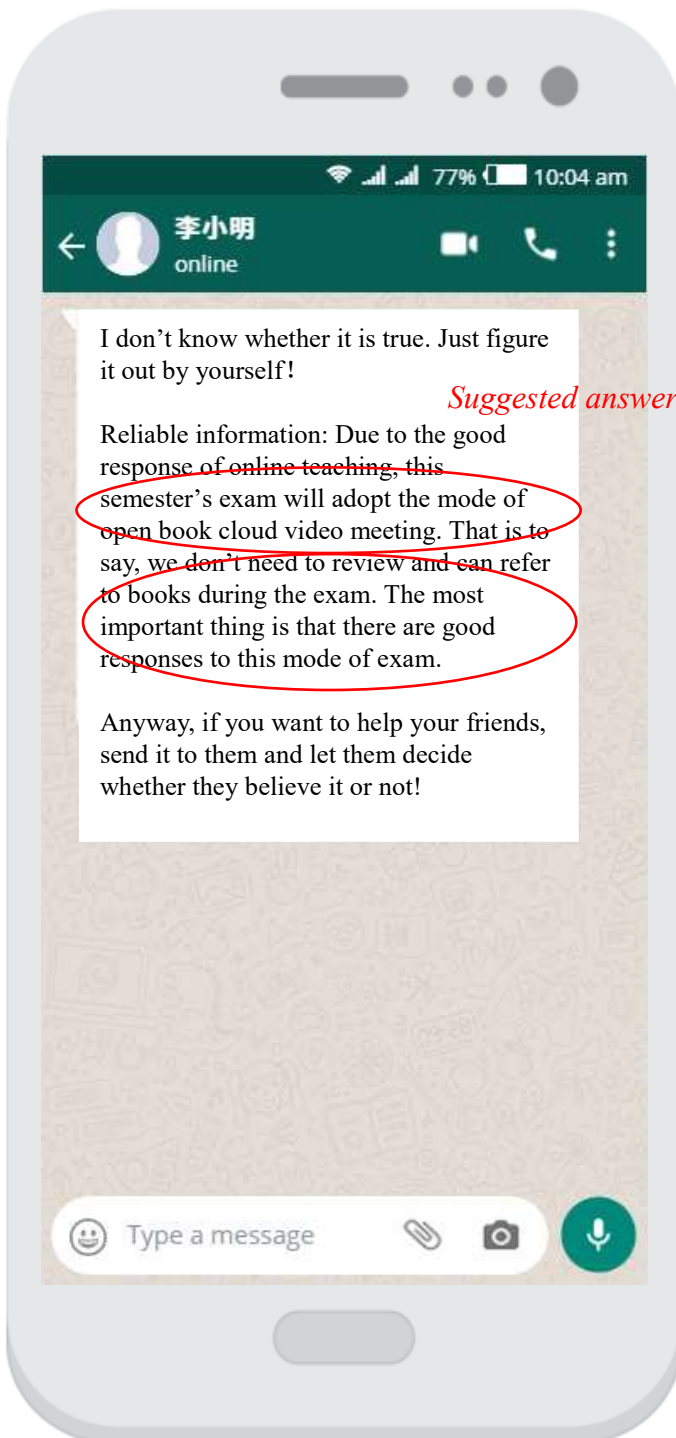 77% 10:04 am
李小明
online
I don’t know whether it is true. Just figure
it out by yourself!
Suggested answer
Reliable information: Due to the good
response of online teaching, this
semester’s exam will adopt the mode of
open book cloud video meeting. That is to
say, we don’t need to review and can refer
to books during the exam. The most
important thing is that there are good
responses to this mode of exam.
Anyway, if you want to help your friends,
send it to them and let them decide
whether they believe it or not!
Type a message